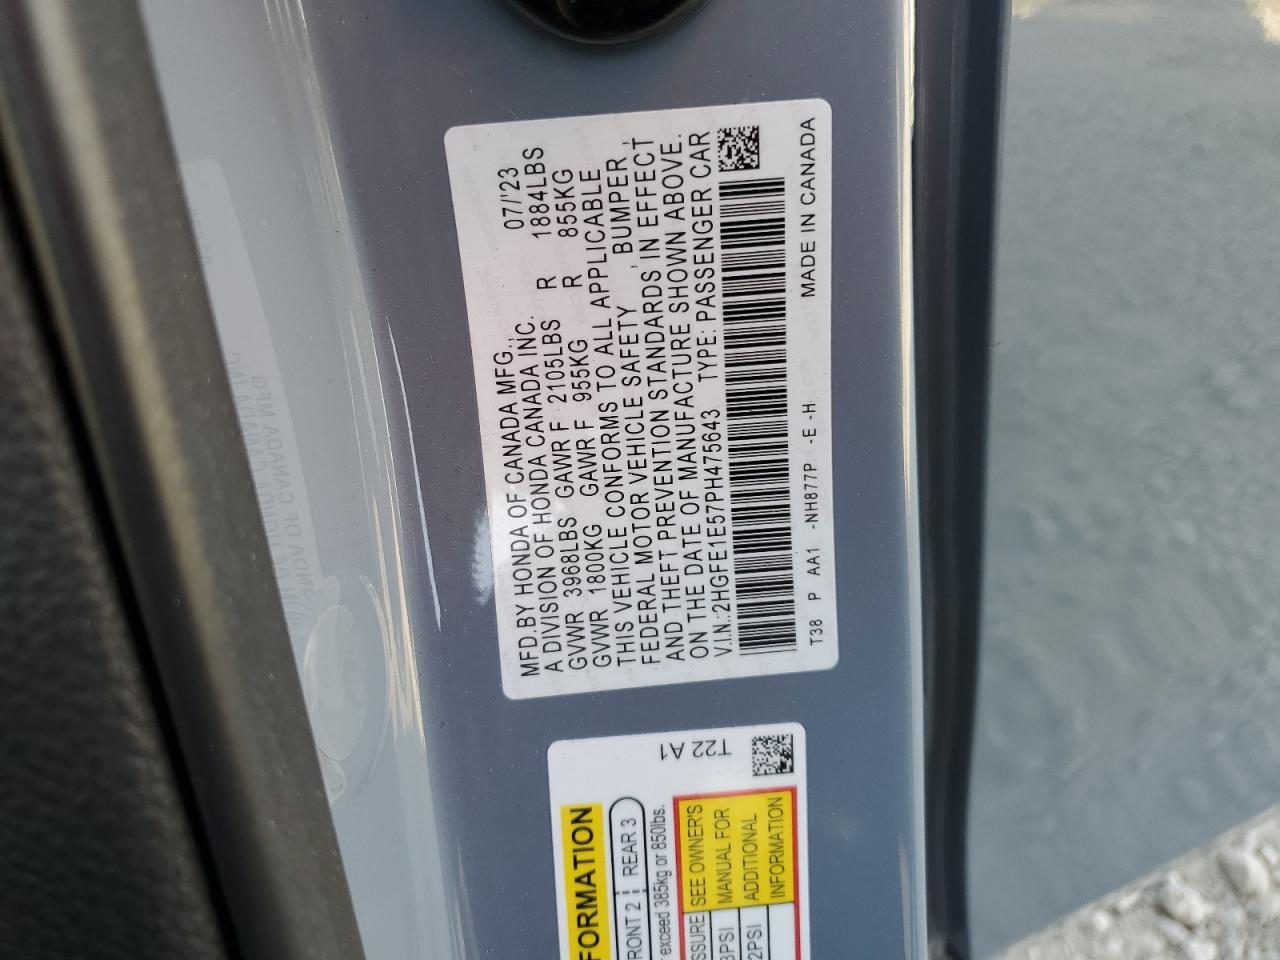 MFD.BY HONDA OF CANADA MFG., 07/'23
A DIVISION OF HONDA CANADA INC.
GVWR 3968LBS GAWR F 2105LBS R 1884LBS
GVWR 1800KG GAWR F 955KG R 855KG
THIS VEHICLE CONFORMS TO ALL APPLICABLE
FEDERAL MOTOR VEHICLE SAFETY, BUMPER,
AND THEFT PREVENTION STANDARDS, IN EFFECT
ON THE DATE OF MANUFACTURE SHOWN ABOVE.
V.I.N.:2HGFE1E57PH475643 TYPE: PASSENGER CAR
T38 P AA1 -NH877P -E -H MADE IN CANADA
T22 A1
FORMATION
FRONT 2 REAR 3
exceed 385kg or 850lbs.
SEE OWNER'S
MANUAL FOR
ADDITIONAL
INFORMATION